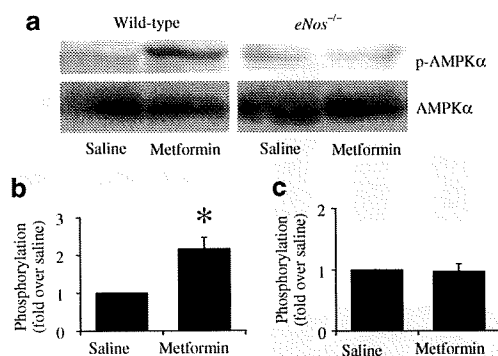 a
Wild-type eNos⁻/⁻
p-AMPKα
AMPKα
Saline Metformin Saline Metformin
b
Phosphorylation
(fold over saline)
3
2
1
0
*
Saline Metformin
c
Phosphorylation
(fold over saline)
2
1
0
Saline Metformin